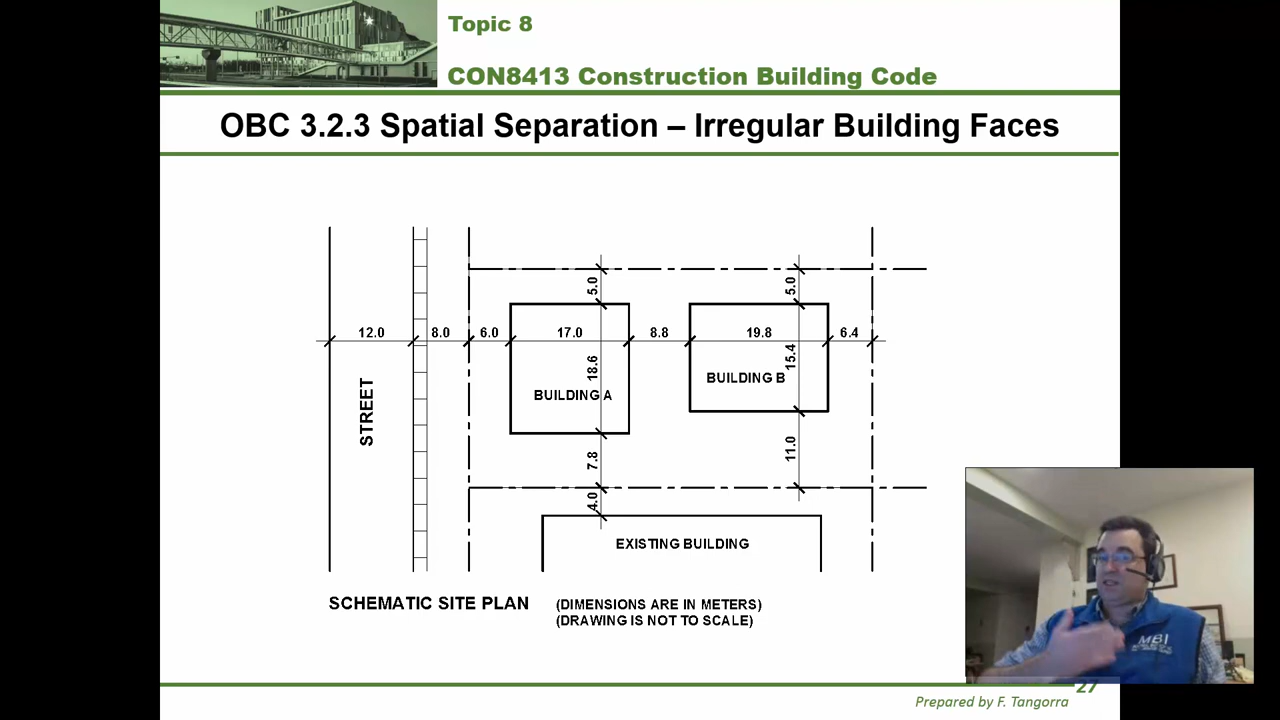 Topic 8
CON8413 Construction Building Code
OBC 3.2.3 Spatial Separation – Irregular Building Faces
5.0
5.0
12.0
8.0
6.0
17.0
8.8
19.8
6.4
18.6
15.4
BUILDING A
BUILDING B
STREET
7.8
11.0
4.0
EXISTING BUILDING
SCHEMATIC SITE PLAN
(DIMENSIONS ARE IN METERS)
(DRAWING IS NOT TO SCALE)
MBI
27
Prepared by F. Tangorra